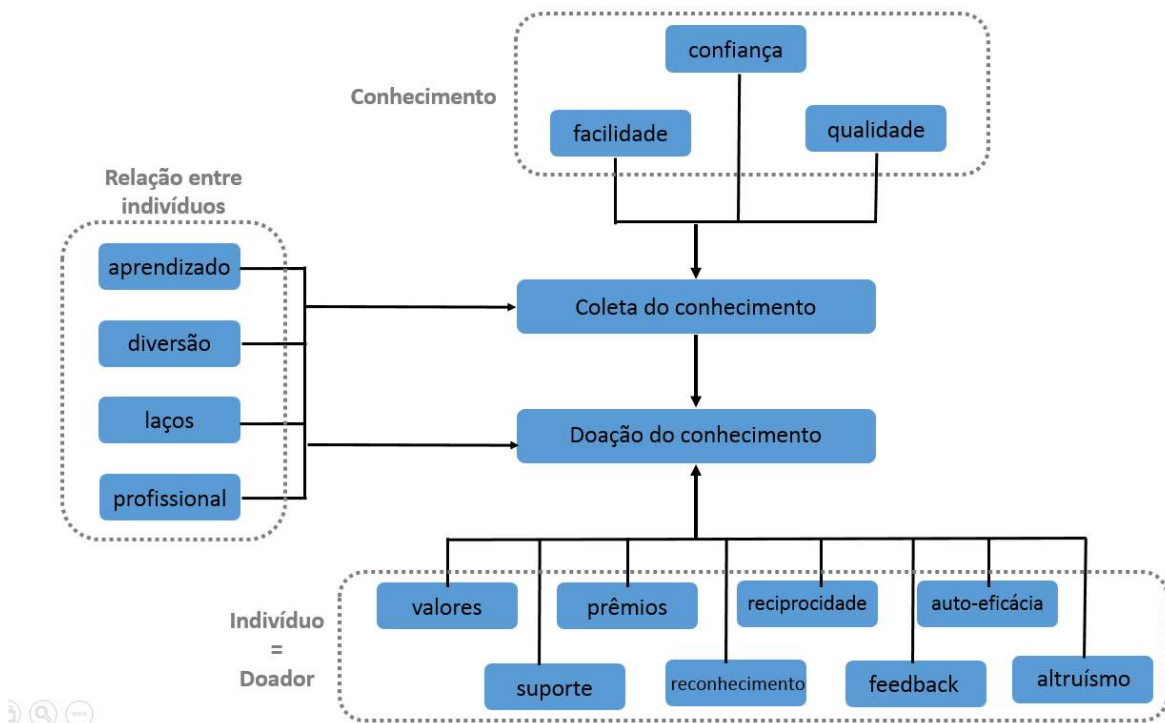 confiança
Conhecimento
facilidade
qualidade
Relação entre
indivíduos
aprendizado
diversão
laços
profissional
Coleta do conhecimento
Doação do conhecimento
Indivíduo
=
Doador
valores
prêmios
reciprocidade
auto-eficácia
suporte
reconhecimento
feedback
altruísmo